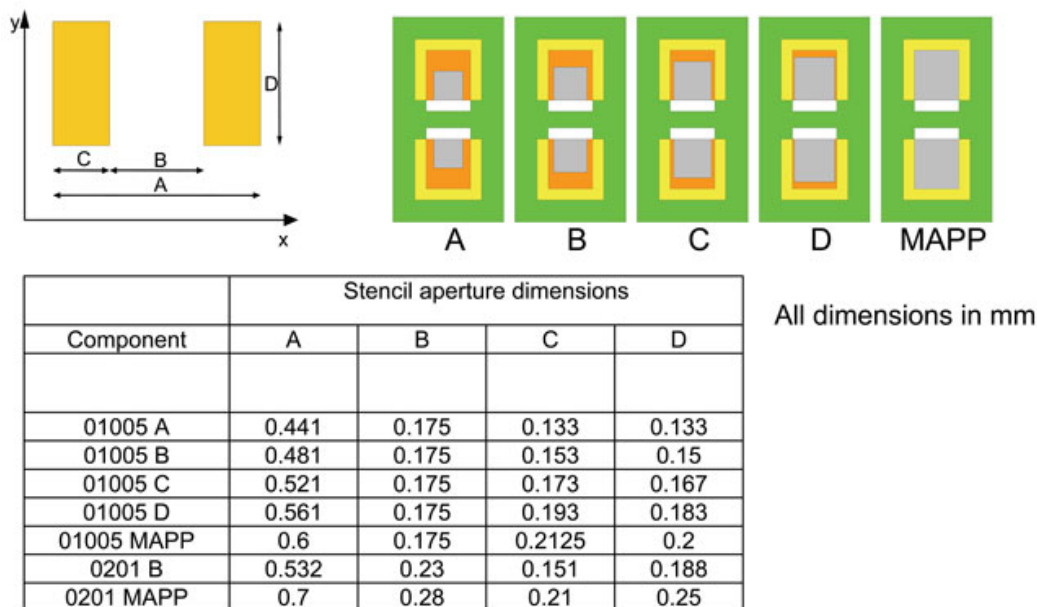 y
D
C
B
A
x
A B C D MAPP
Stencil aperture dimensions
All dimensions in mm
Component A B C D
01005 A 0.441 0.175 0.133 0.133
01005 B 0.481 0.175 0.153 0.15
01005 C 0.521 0.175 0.173 0.167
01005 D 0.561 0.175 0.193 0.183
01005 MAPP 0.6 0.175 0.2125 0.2
0201 B 0.532 0.23 0.151 0.188
0201 MAPP 0.7 0.28 0.21 0.25